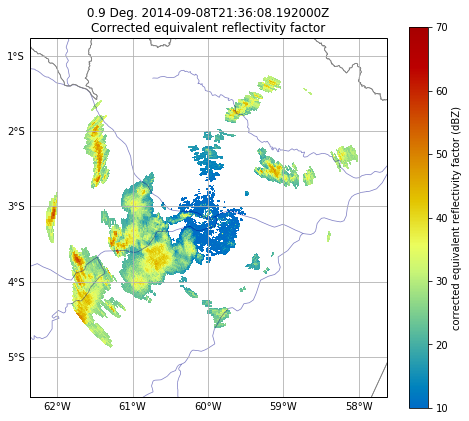 0.9 Deg. 2014-09-08T21:36:08.192000Z
Corrected equivalent reflectivity factor
1°S
2°S
3°S
4°S
5°S
62°W
61°W
60°W
59°W
58°W
70
60
50
40
30
20
10
corrected equivalent reflectivity factor (dBZ)